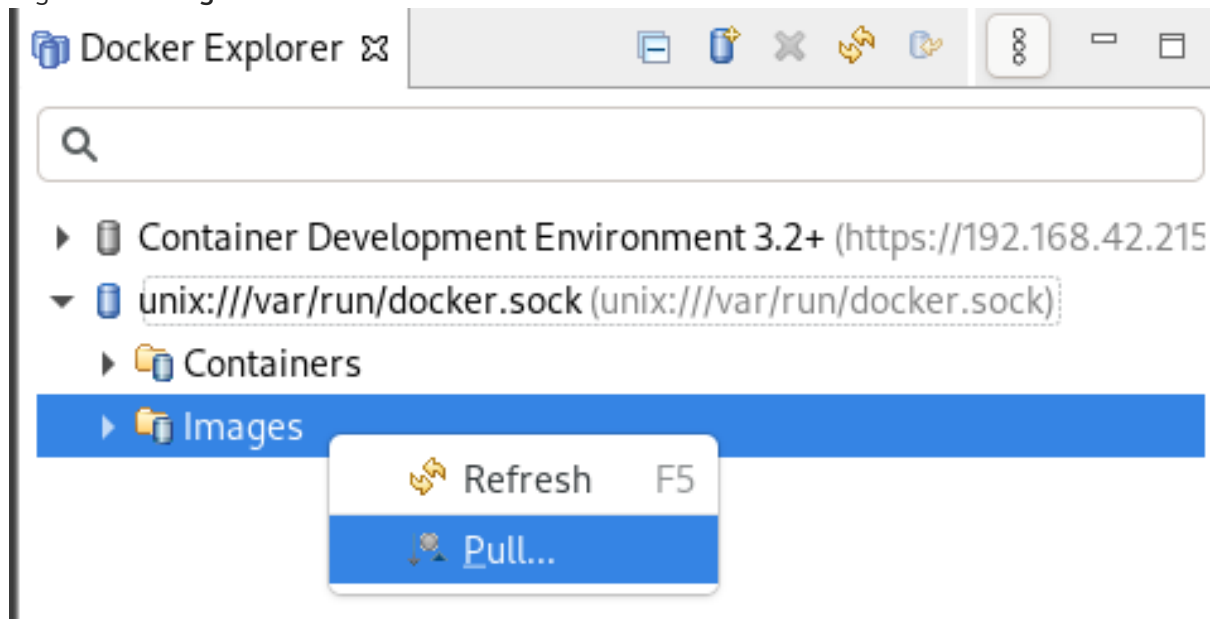 Docker Explorer
Container Development Environment 3.2+ (https://192.168.42.215
unix:///var/run/docker.sock (unix:///var/run/docker.sock)
Containers
Images
Refresh F5
Pull...